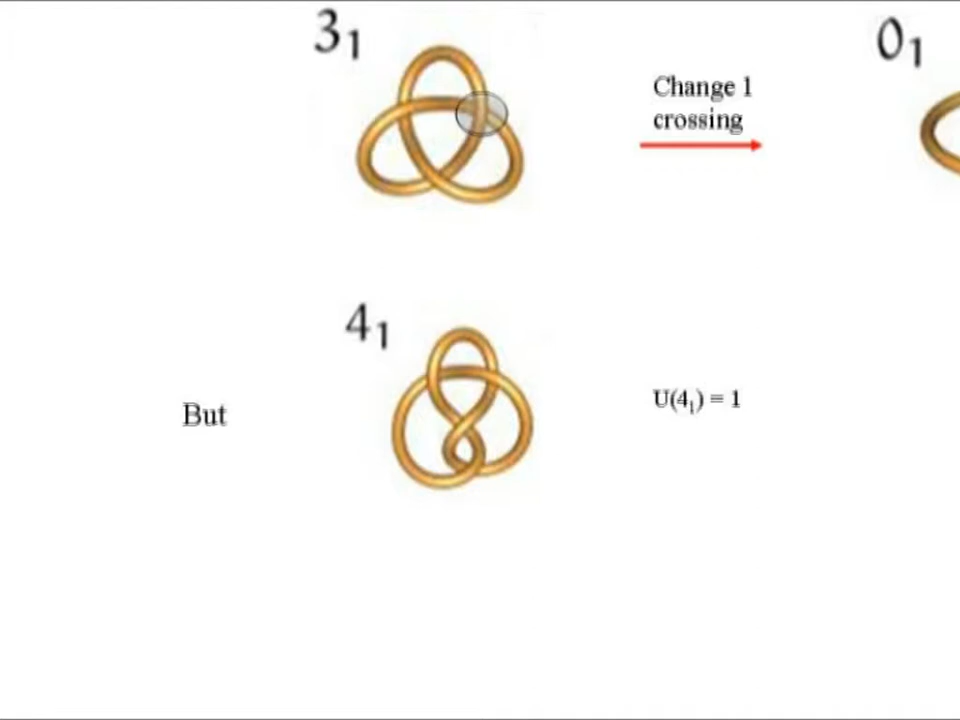 3₁
Change 1
crossing
0₁
4₁
But
U(4₁) = 1